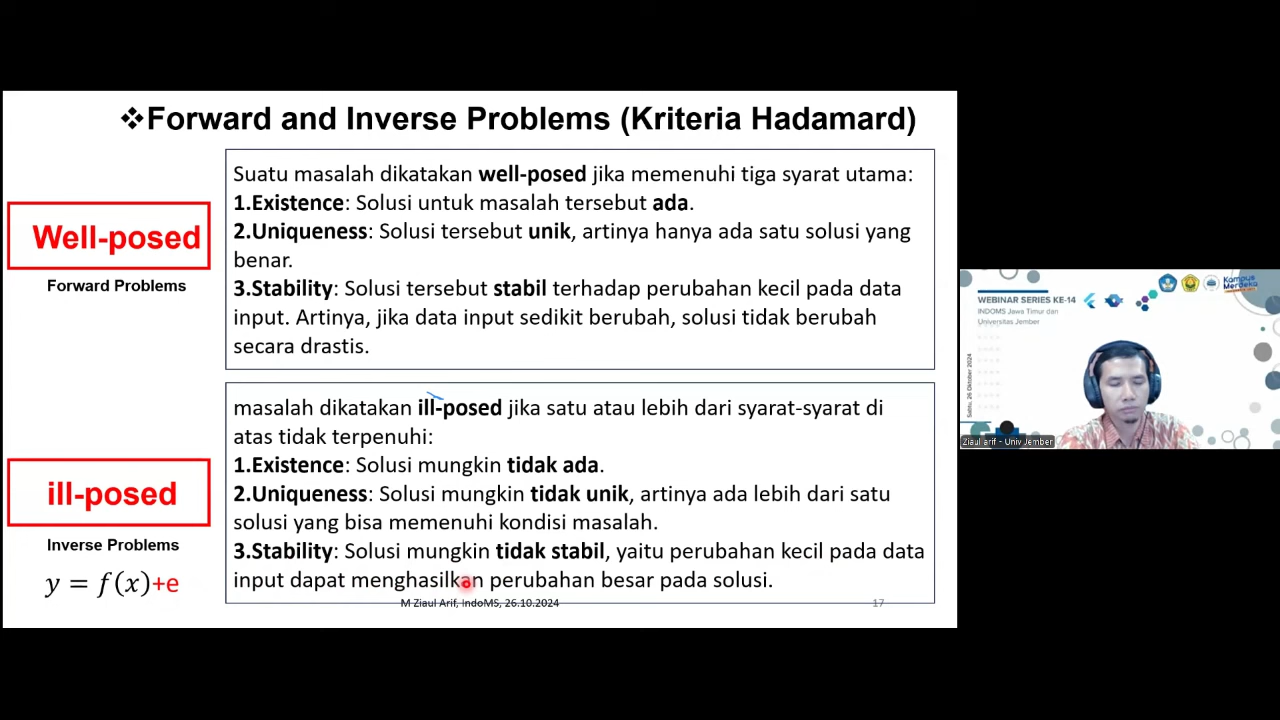 ❖Forward and Inverse Problems (Kriteria Hadamard)
Well-posed
Forward Problems
Suatu masalah dikatakan well-posed jika memenuhi tiga syarat utama:
1.Existence: Solusi untuk masalah tersebut ada.
2.Uniqueness: Solusi tersebut unik, artinya hanya ada satu solusi yang
benar.
3.Stability: Solusi tersebut stabil terhadap perubahan kecil pada data
input. Artinya, jika data input sedikit berubah, solusi tidak berubah
secara drastis.
ill-posed
Inverse Problems
y = f(x)+e
masalah dikatakan ill-posed jika satu atau lebih dari syarat-syarat di
atas tidak terpenuhi:
1.Existence: Solusi mungkin tidak ada.
2.Uniqueness: Solusi mungkin tidak unik, artinya ada lebih dari satu
solusi yang bisa memenuhi kondisi masalah.
3.Stability: Solusi mungkin tidak stabil, yaitu perubahan kecil pada data
input dapat menghasilkan perubahan besar pada solusi.
M Ziaul Arif, IndoMS, 26.10.2024
17
WEBINAR SERIES KE-14
INDOMS Jawa Timur dan
Universitas Jember
Kampus
Merdeka
Sabtu, 26 Oktober 2024
Ziaul arif - Univ Jember